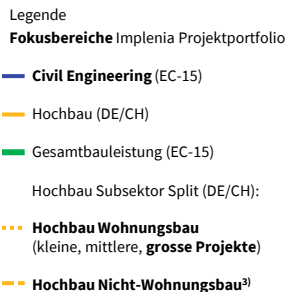 Legende
Fokusbereiche Implenia Projektportfolio
Civil Engineering (EC-15)
Hochbau (DE/CH)
Gesamtbauleistung (EC-15)
Hochbau Subsektor Split (DE/CH):
Hochbau Wohnungsbau
(kleine, mittlere, grosse Projekte)
Hochbau Nicht-Wohnungsbau³⁾